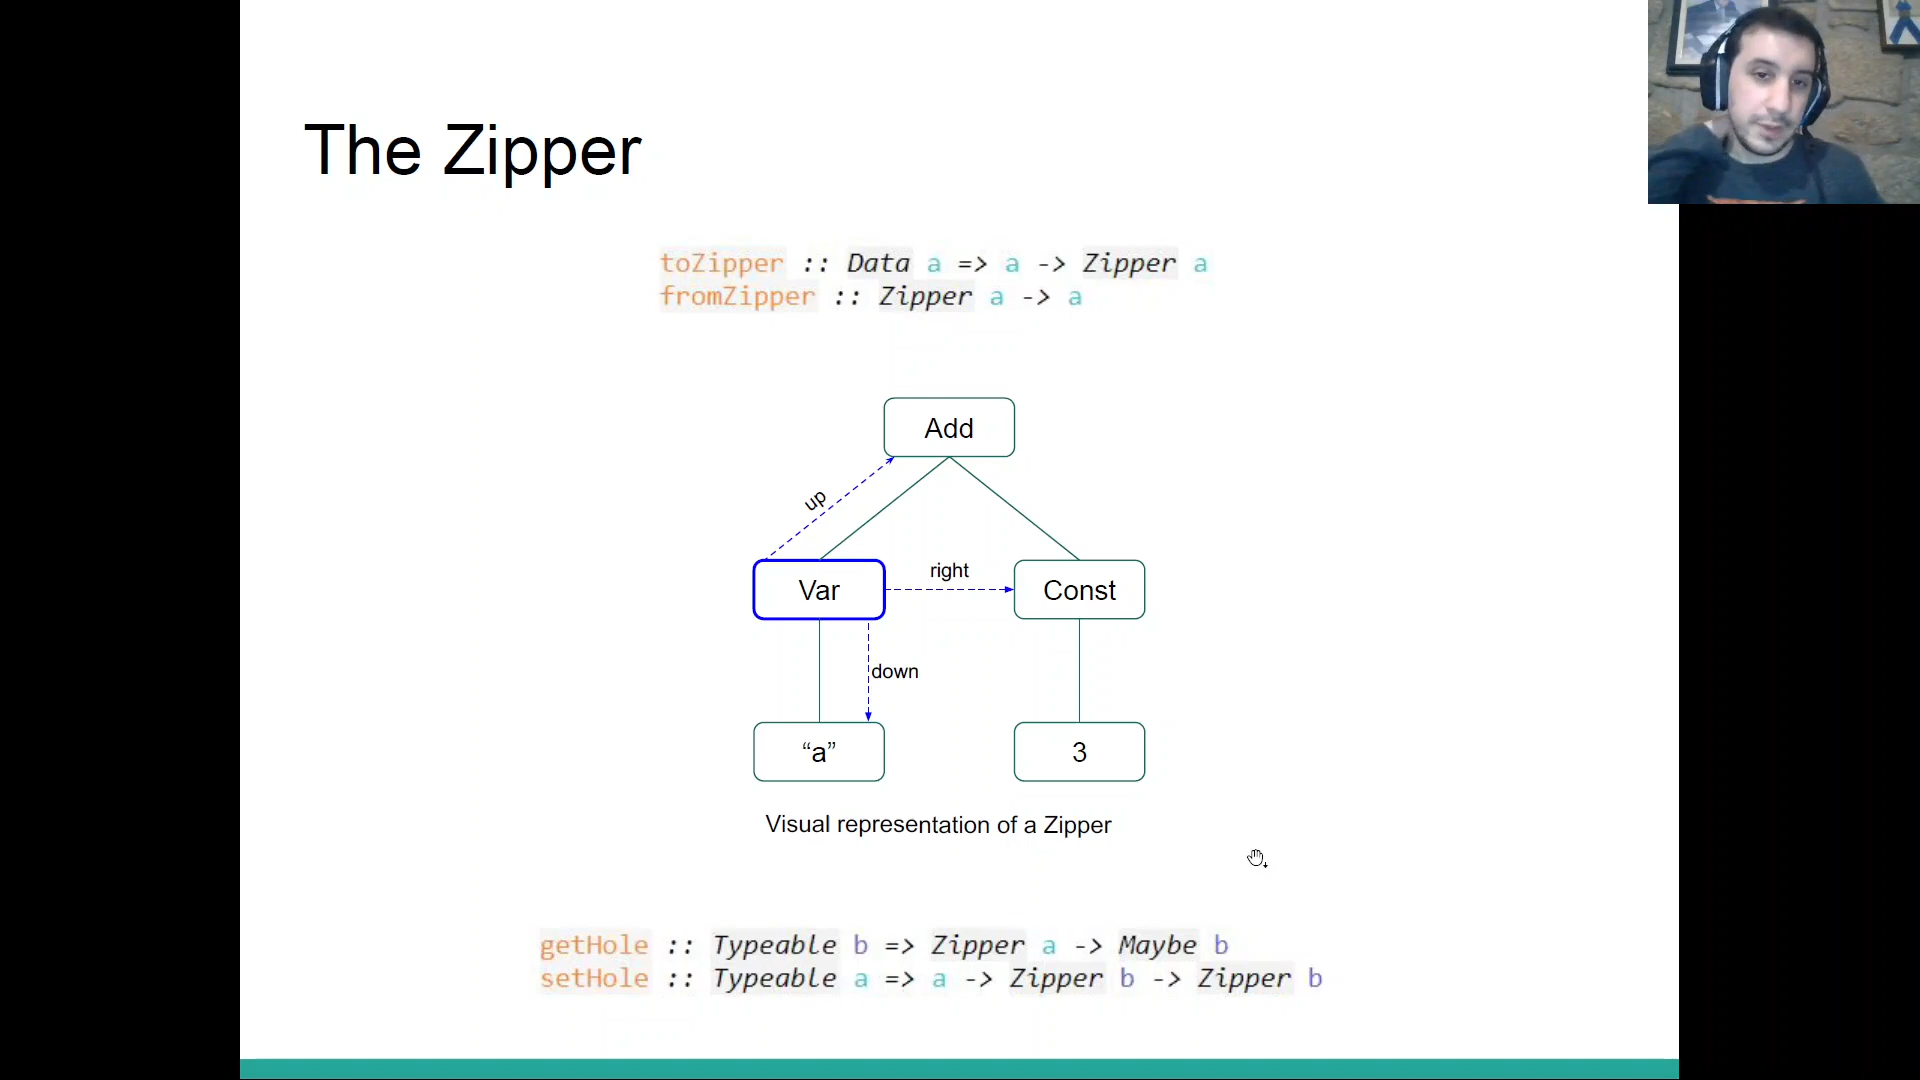 The Zipper
toZipper :: Data a => a -> Zipper a
fromZipper :: Zipper a -> a
Add
up
Var
right
Const
down
“a”
3
Visual representation of a Zipper
getHole :: Typeable b => Zipper a -> Maybe b
setHole :: Typeable a => a -> Zipper b -> Zipper b